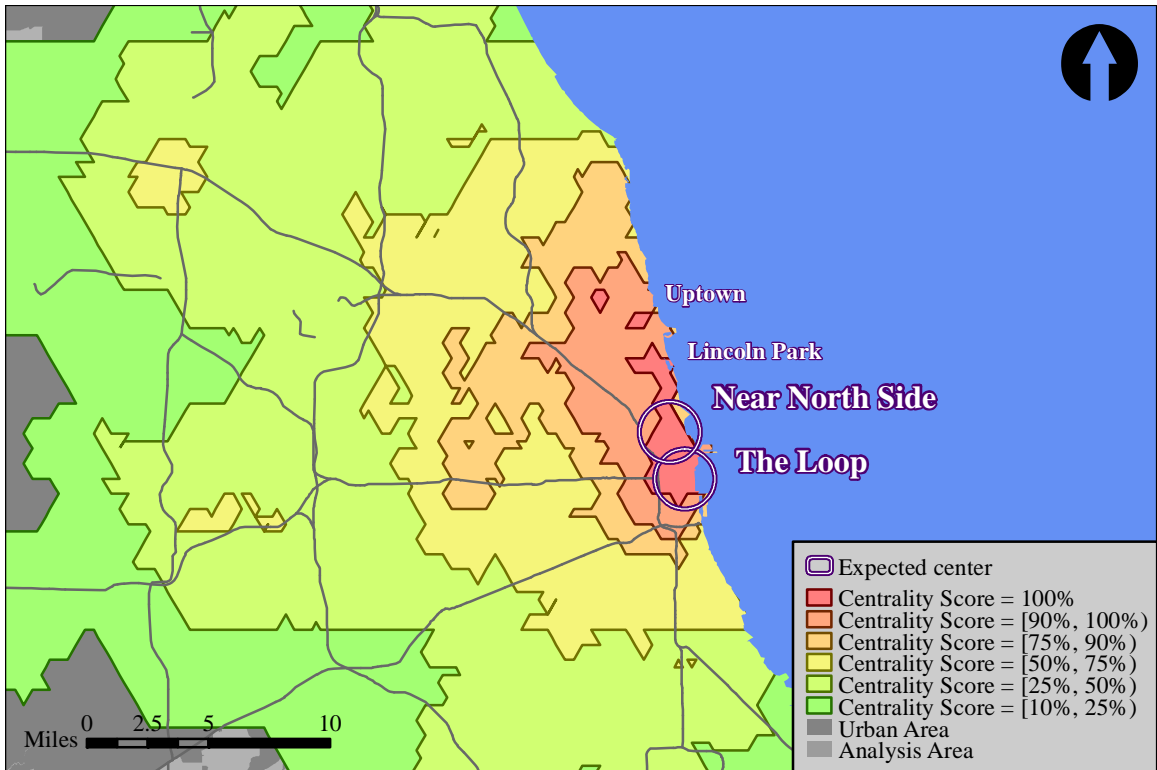 Uptown
Lincoln Park
Near North Side
The Loop
Expected center
Centrality Score = 100%
Centrality Score = [90%, 100%)
Centrality Score = [75%, 90%)
Centrality Score = [50%, 75%)
Centrality Score = [25%, 50%)
Centrality Score = [10%, 25%)
Urban Area
Analysis Area
0 2.5 5 10
Miles